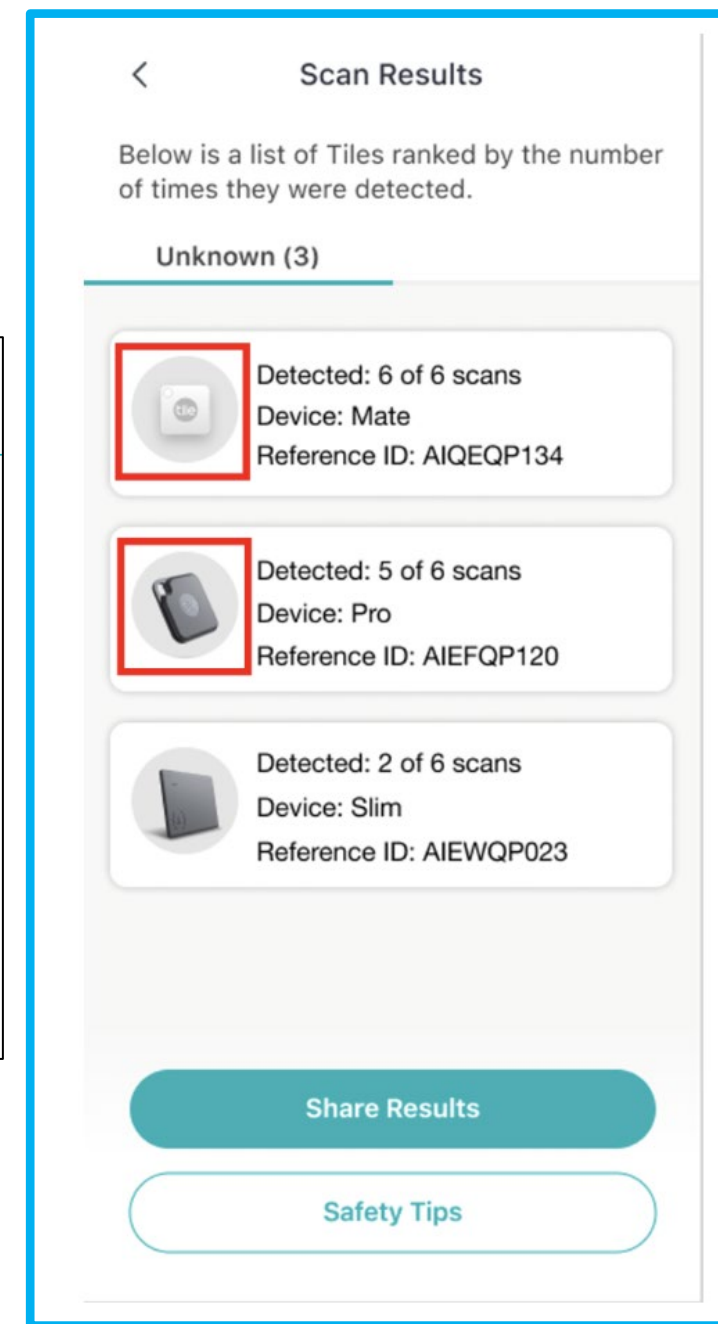 Scan Results
Below is a list of Tiles ranked by the number
of times they were detected.
Unknown (3)
tile
Detected: 6 of 6 scans
Device: Mate
Reference ID: AIQEQP134
Detected: 5 of 6 scans
Device: Pro
Reference ID: AIEFQP120
Detected: 2 of 6 scans
Device: Slim
Reference ID: AIEWQP023
Share Results
Safety Tips